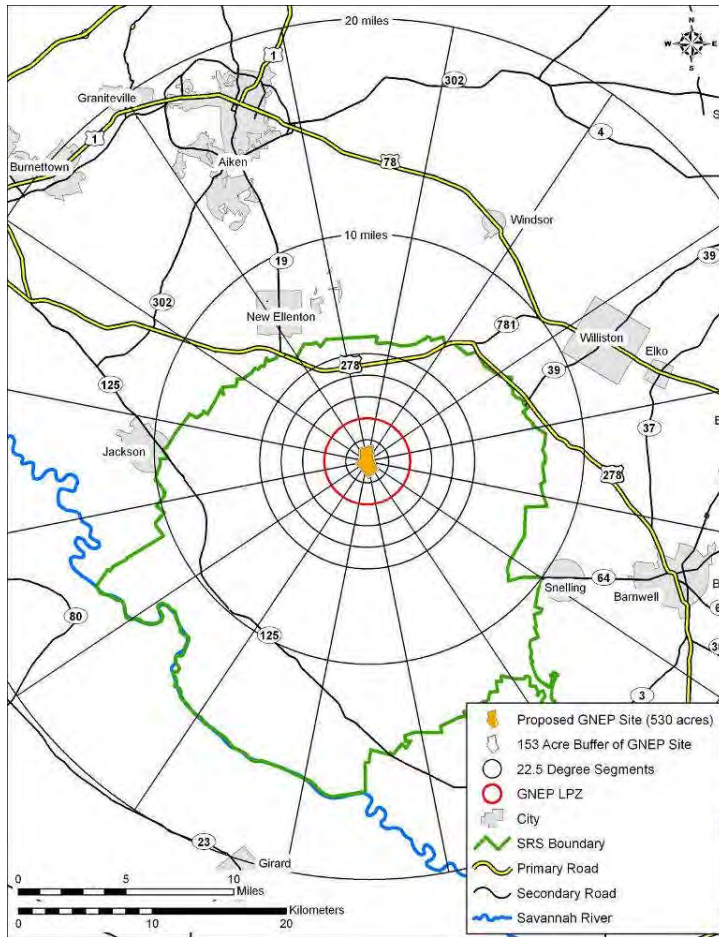 20 miles
N
W E
S
1
302
Graniteville
4
1
78
Burnettown
Aiken
Windsor
10 miles
39
19
302
New Ellenton
781
Williston
278
Elko
39
125
37
Jackson
278
64
Snelling
Barnwell
80
125
3
Proposed GNEP Site (530 acres)
153 Acre Buffer of GNEP Site
22.5 Degree Segments
GNEP LPZ
City
SRS Boundary
23
Girard
Primary Road
0 5 10
Miles
Secondary Road
Kilometers
0 10 20
Savannah River